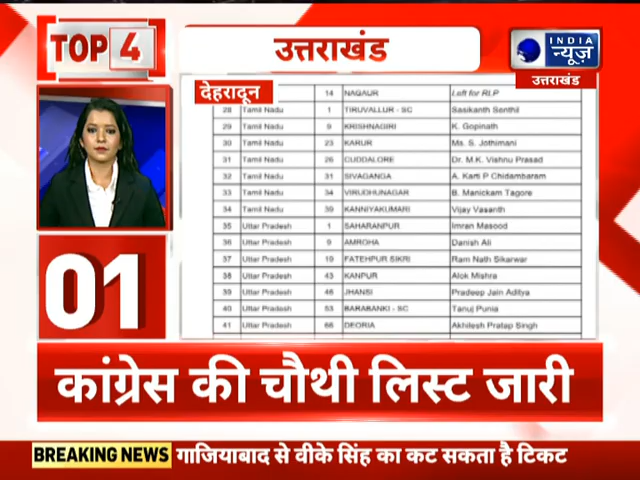 TOP 4
उत्तराखंड
INDIA
न्यूज़
उत्तराखंड
देहरादून
14 NAGAUR Left for RLP
28 Tamil Nadu 1 TIRUVALLUR - SC Sasikanth Senthil
29 Tamil Nadu 9 KRISHNAGIRI K. Gopinath
30 Tamil Nadu 23 KARUR Ms. S. Jothimani
31 Tamil Nadu 26 CUDDALORE Dr. M.K. Vishnu Prasad
32 Tamil Nadu 31 SIVAGANGA A. Karti P Chidambaram
33 Tamil Nadu 34 VIRUDHUNAGAR B. Manickam Tagore
34 Tamil Nadu 39 KANNIYAKUMARI Vijay Vasanth
35 Uttar Pradesh 1 SAHARANPUR Imran Masood
36 Uttar Pradesh 9 AMROHA Danish Ali
37 Uttar Pradesh 19 FATEHPUR SIKRI Ram Nath Sikarwar
38 Uttar Pradesh 43 KANPUR Alok Mishra
39 Uttar Pradesh 46 JHANSI Pradeep Jain Aditya
40 Uttar Pradesh 53 BARABANKI - SC Tanuj Punia
41 Uttar Pradesh 66 DEORIA Akhilesh Pratap Singh
01
कांग्रेस की चौथी लिस्ट जारी
BREAKING NEWS गाजियाबाद से वीके सिंह का कट सकता है टिकट